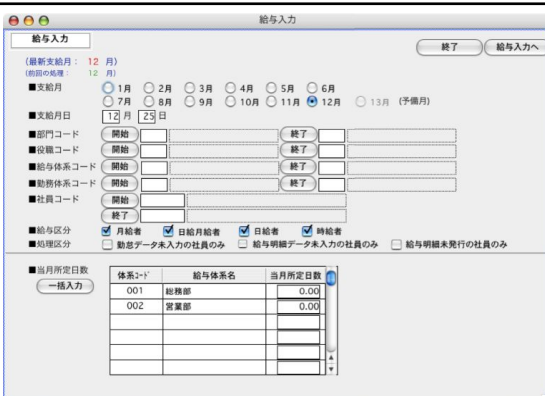 給与入力
給与入力
終了 給与入力へ
(最新支給月: 12 月)
(前回の処理: 12 月)
■支給月 1月 2月 3月 4月 5月 6月
7月 8月 9月 10月 11月 12月 13月 (予備月)
■支給月日 12 月 25 日
■部門コード 開始 終了
■役職コード 開始 終了
■給与体系コード 開始 終了
■勤務体系コード 開始 終了
■社員コード 開始
終了
■給与区分 月給者 日給月給者 日給者 時給者
■処理区分 勤怠データ未入力の社員のみ 給与明細データ未入力の社員のみ 給与明細未発行の社員のみ
■当月所定日数
一括入力
体系ｺｰﾄﾞ 給与体系名 当月所定日数
001 総務部 0.00
002 営業部 0.00